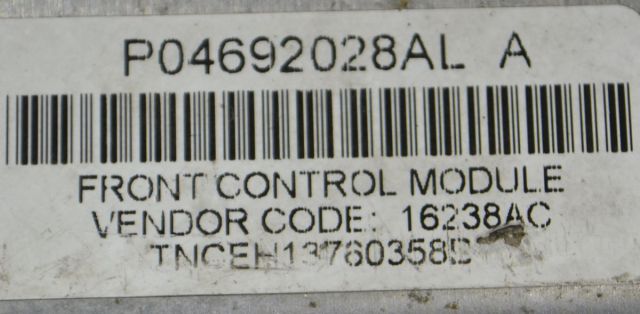 P04692028AL A
FRONT CONTROL MODULE
VENDOR CODE: 16238AC